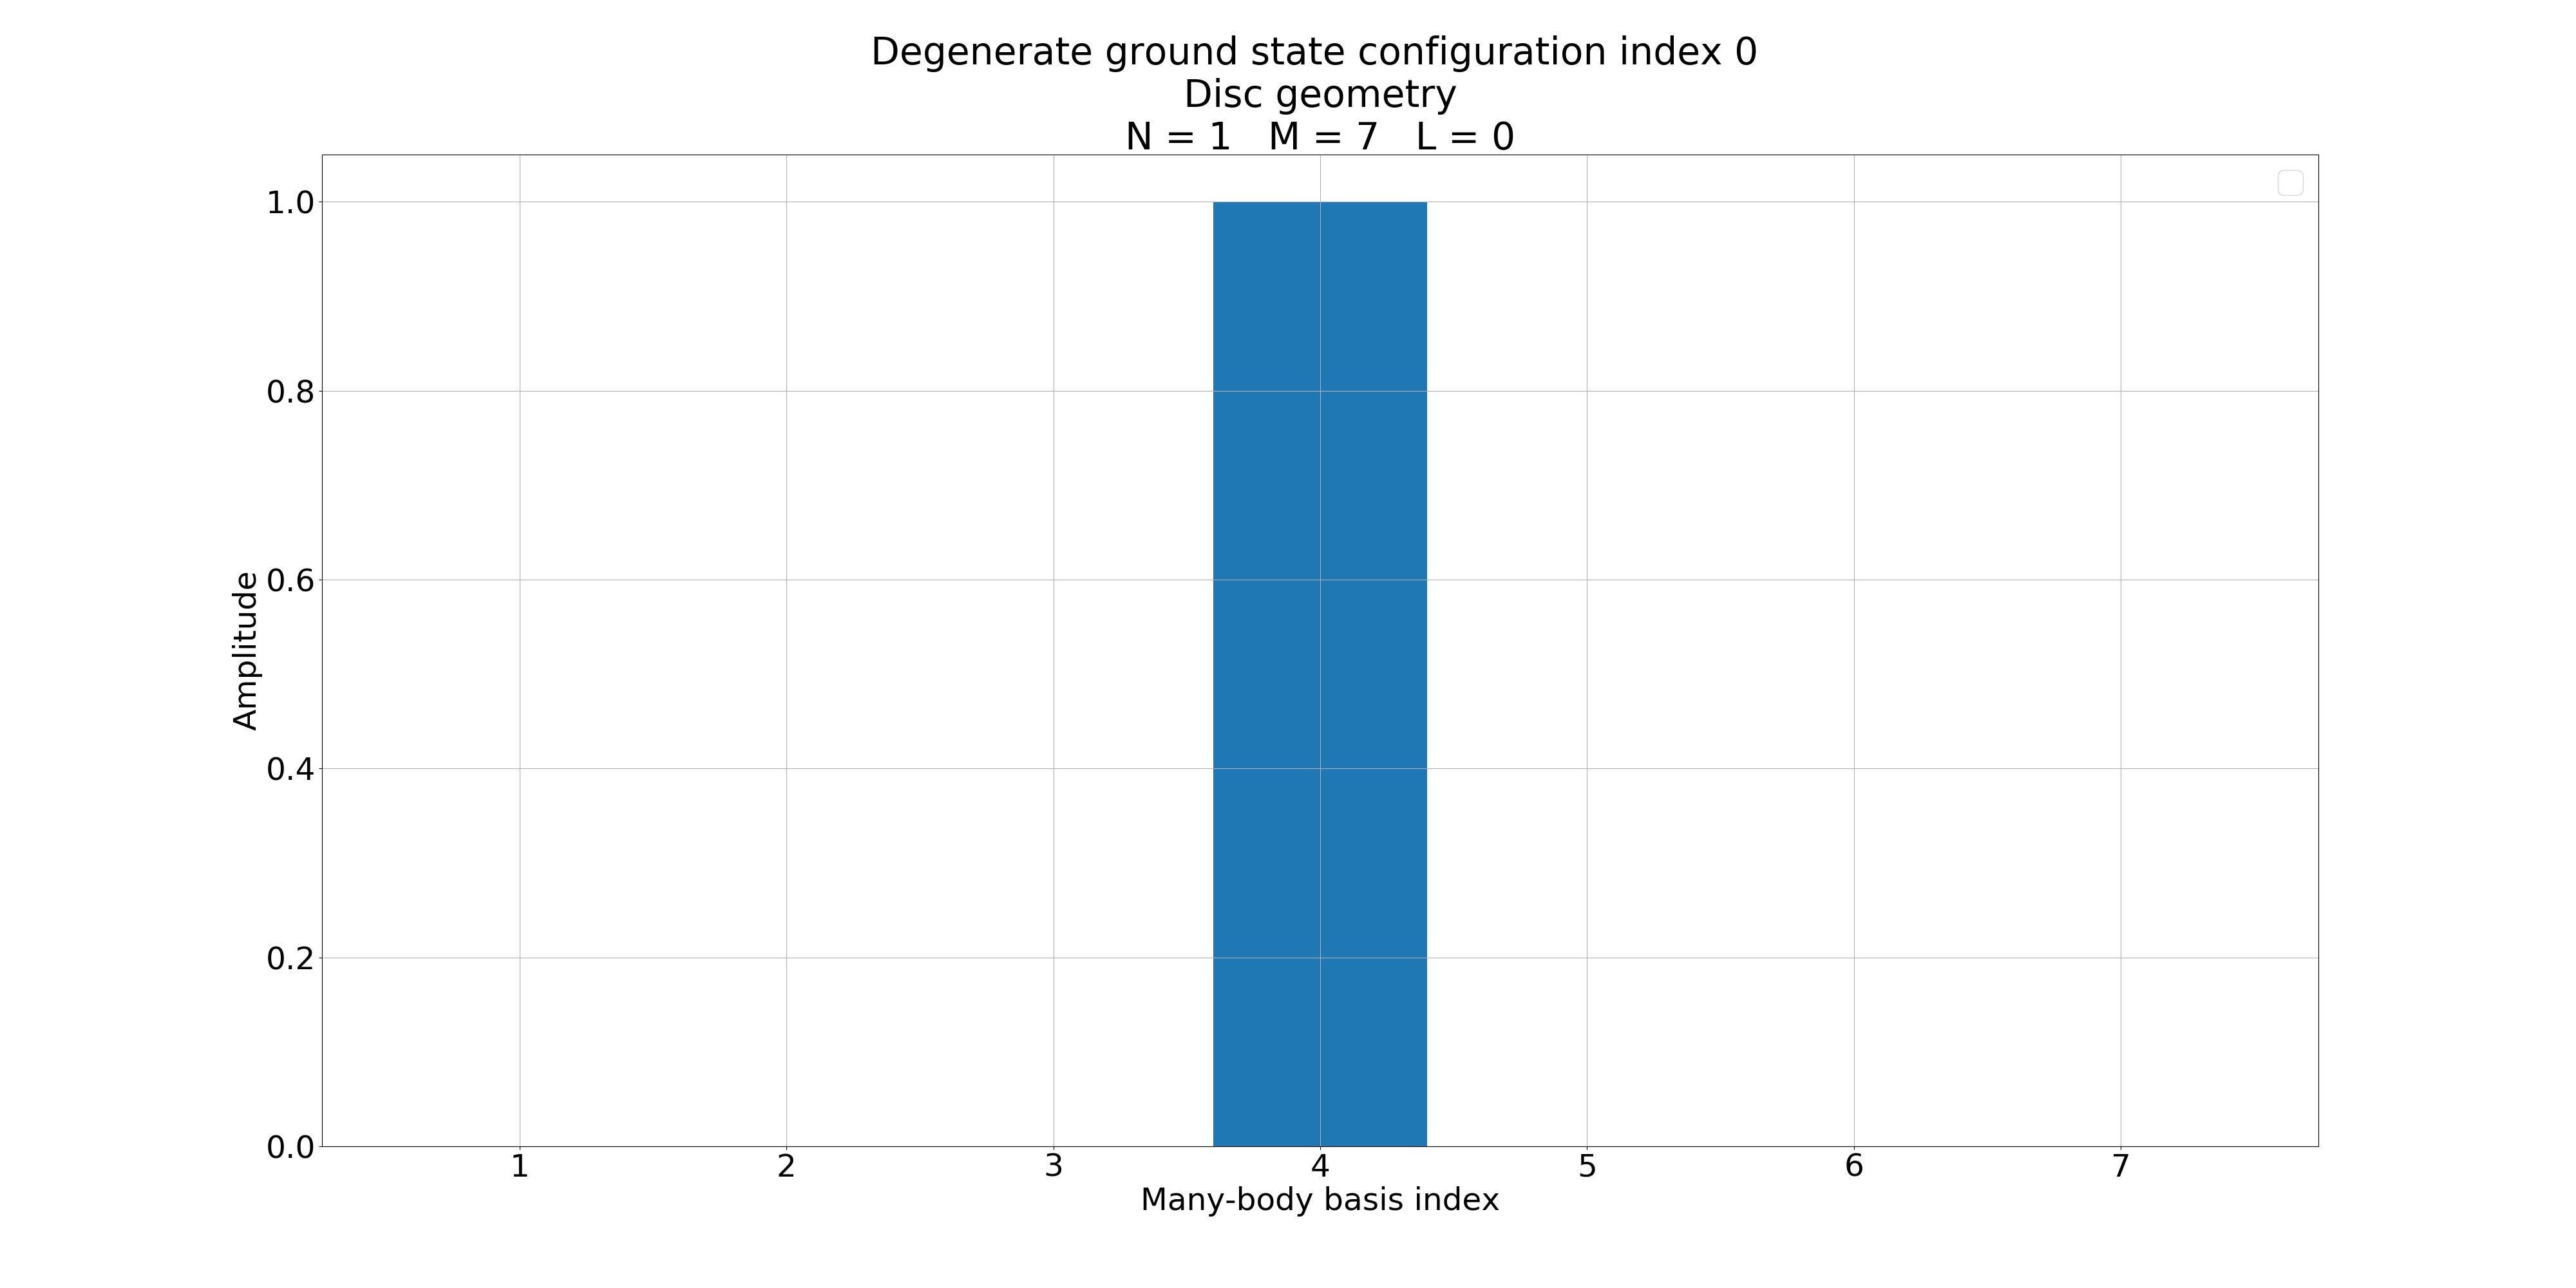 Degenerate ground state configuration index 0
Disc geometry
N = 1 M = 7 L = 0
1.0
0.8
0.6
0.4
0.2
0.0
Amplitude
1 2 3 4 5 6 7
Many-body basis index